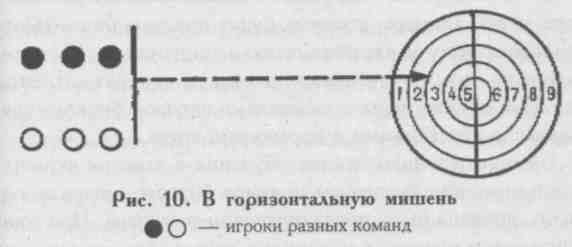 1 2 3 4 5 6 7 8 9
Рис. 10. В горизонтальную мишень
— игроки разных команд